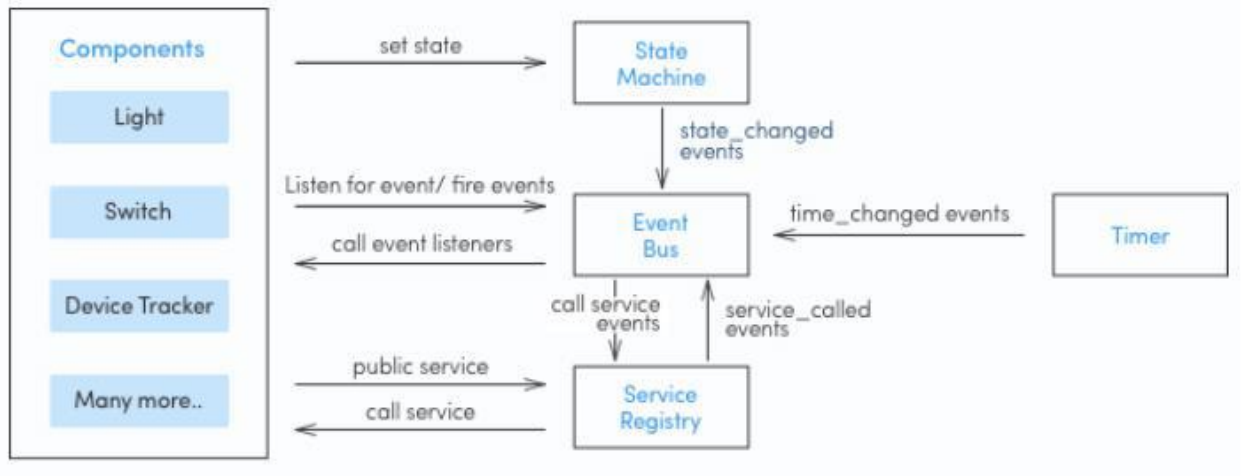 Components
Light
Switch
Device Tracker
Many more..
set state
State
Machine
state_changed
events
Listen for event/ fire events
call event listeners
Event
Bus
time_changed events
Timer
call service
events
service_called
events
public service
call service
Service
Registry